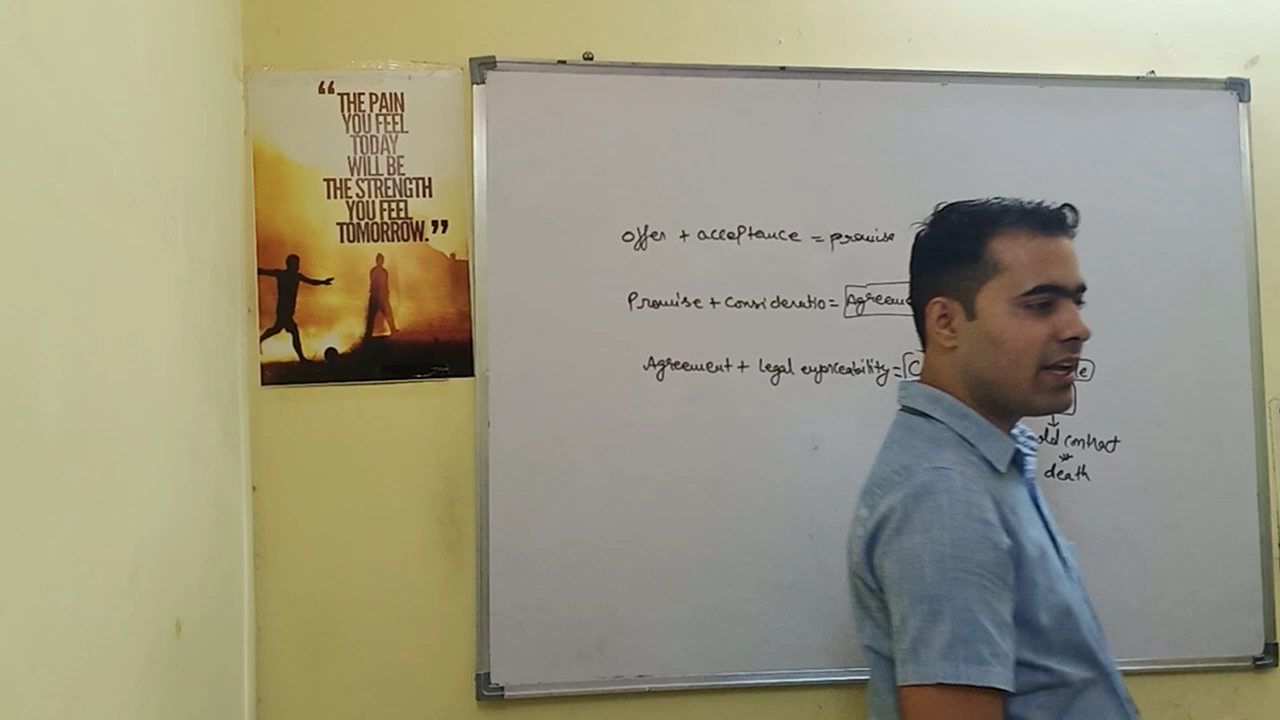 “THE PAIN
YOU FEEL
TODAY
WILL BE
THE STRENGTH
YOU FEEL
TOMORROW.”
offer + acceptance = promise
Promise + Consideratio = Agreeme
Agreement + legal enforceability = C
e
contract
death